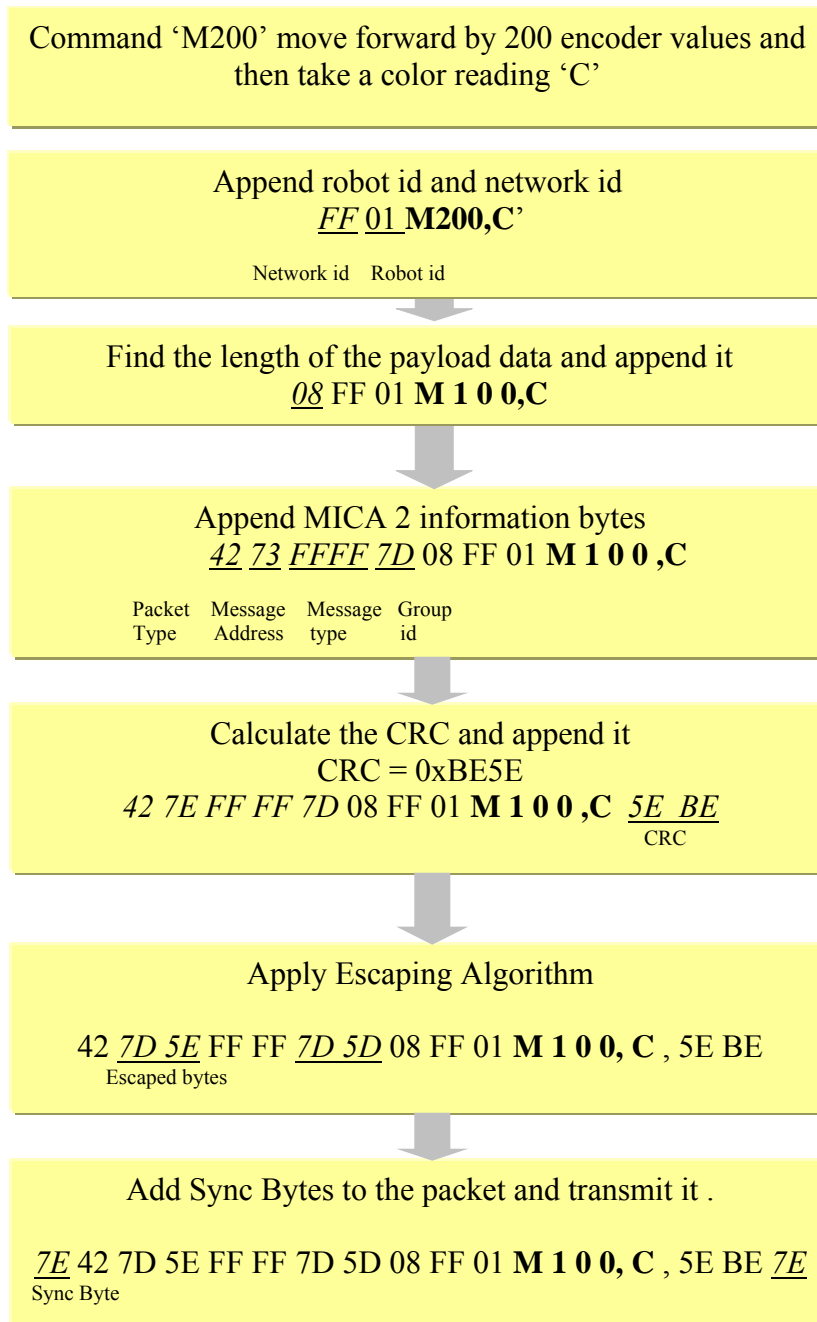 Command ‘M200’ move forward by 200 encoder values and
then take a color reading ‘C’
Append robot id and network id
FF 01 M200,C’
Network id Robot id
Find the length of the payload data and append it
08 FF 01 M 1 0 0,C
Append MICA 2 information bytes
42 73 FFFF 7D 08 FF 01 M 1 0 0 ,C
Packet Message Message Group
Type Address type id
Calculate the CRC and append it
CRC = 0xBE5E
42 7E FF FF 7D 08 FF 01 M 1 0 0 ,C 5E BE
CRC
Apply Escaping Algorithm
42 7D 5E FF FF 7D 5D 08 FF 01 M 1 0 0, C , 5E BE
Escaped bytes
Add Sync Bytes to the packet and transmit it .
7E 42 7D 5E FF FF 7D 5D 08 FF 01 M 1 0 0, C , 5E BE 7E
Sync Byte